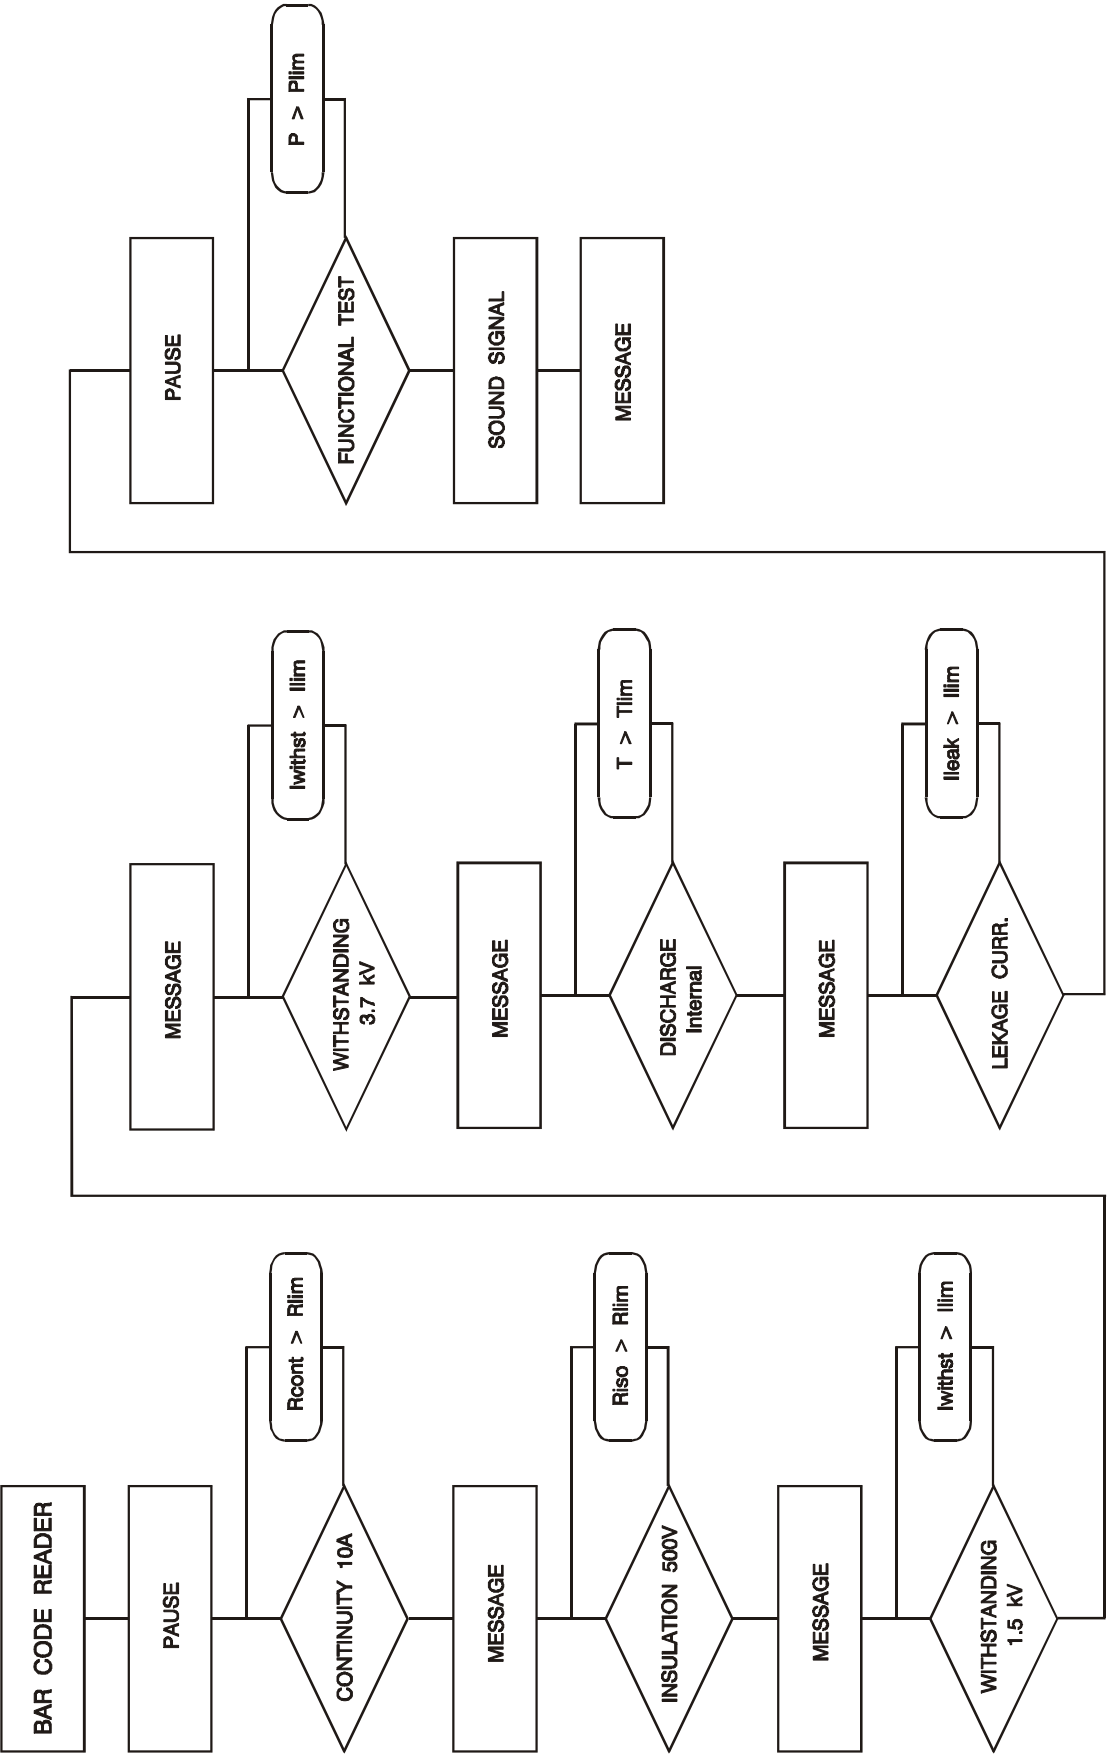 BAR CODE READER
PAUSE
CONTINUITY 10A
Rcont > Rlim
MESSAGE
INSULATION 500V
Riso > Rlim
MESSAGE
WITHSTANDING
1.5 kV
Iwithst > Ilim
MESSAGE
WITHSTANDING
3.7 kV
Iwithst > Ilim
MESSAGE
DISCHARGE
Internal
T > Tlim
MESSAGE
LEKAGE CURR.
Ileak > Ilim
PAUSE
FUNCTIONAL TEST
P > Plim
SOUND SIGNAL
MESSAGE